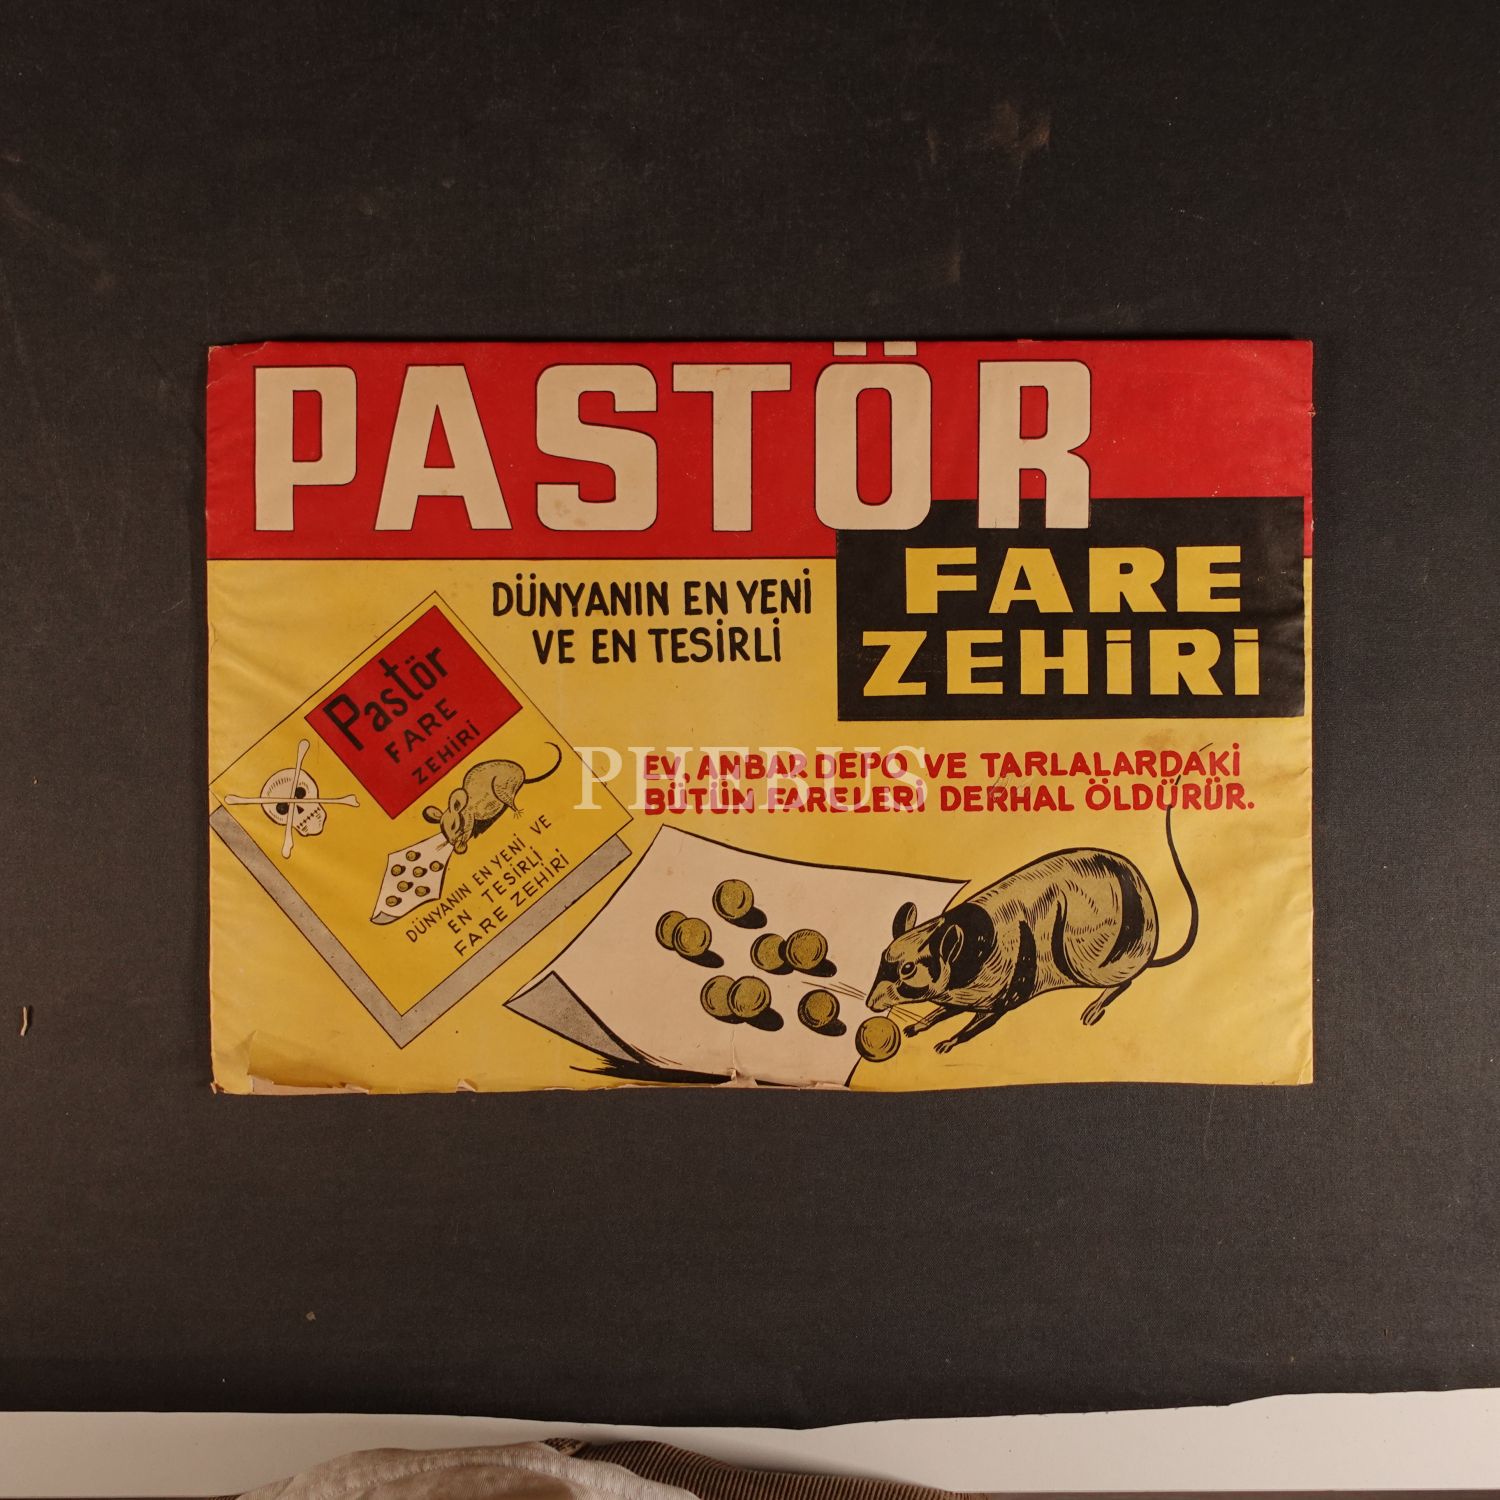 PASTÖR
FARE
ZEHİRİ
DÜNYANIN EN YENİ
VE EN TESİRLİ
Pastör
FARE
ZEHİRİ
DÜNYANIN EN YENİ VE
EN TESİRLİ
FARE ZEHİRİ
EV, ANBAR DEPO VE TARLALARDAKİ
BÜTÜN FARELERİ DERHAL ÖLDÜRÜR.
PHEBUS